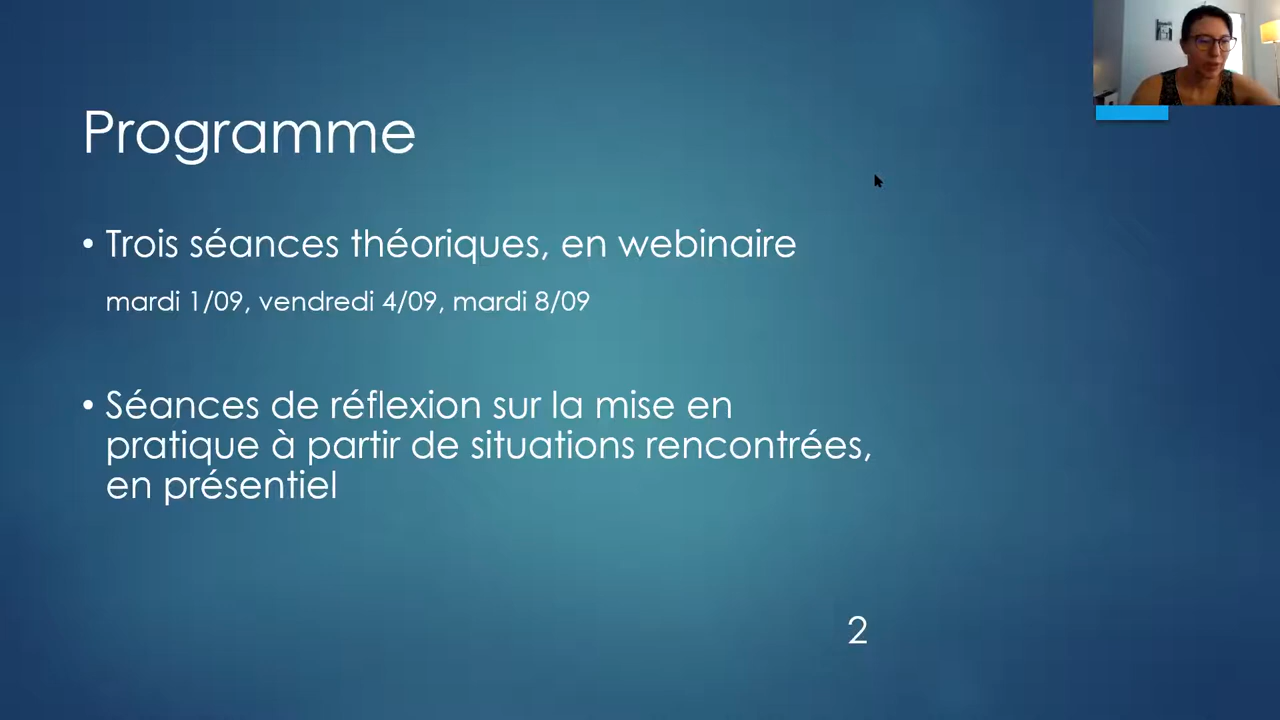 Programme
• Trois séances théoriques, en webinaire
mardi 1/09, vendredi 4/09, mardi 8/09
• Séances de réflexion sur la mise en
pratique à partir de situations rencontrées,
en présentiel
2